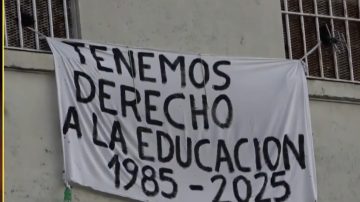 TENEMOS
DERECHO
A LA EDUCACION
1985-2025